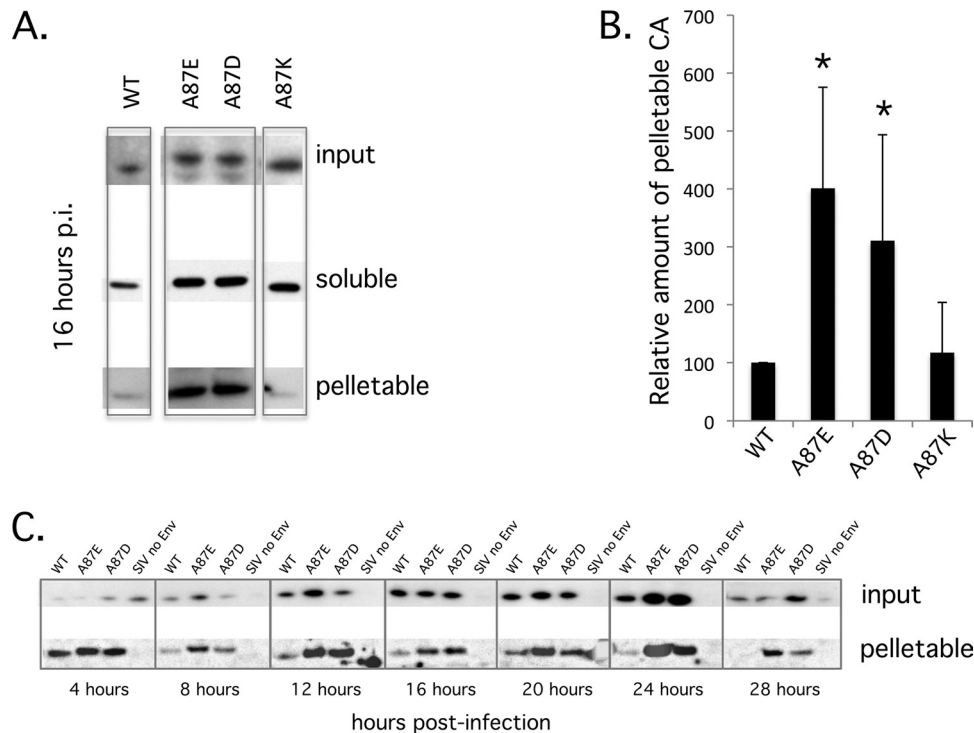 A.
WT A87E A87D A87K
input
soluble
pelletable
16 hours p.i.
B.
Relative amount of pelletable CA
700
600
500
400
300
200
100
0
* *
WT A87E A87D A87K
C.
WT A87E A87D SIV no Env WT A87E A87D SIV no Env WT A87E A87D SIV no Env WT A87E A87D SIV no Env WT A87E A87D SIV no Env WT A87E A87D SIV no Env WT A87E A87D SIV no Env
input
pelletable
4 hours 8 hours 12 hours 16 hours 20 hours 24 hours 28 hours
hours post-infection